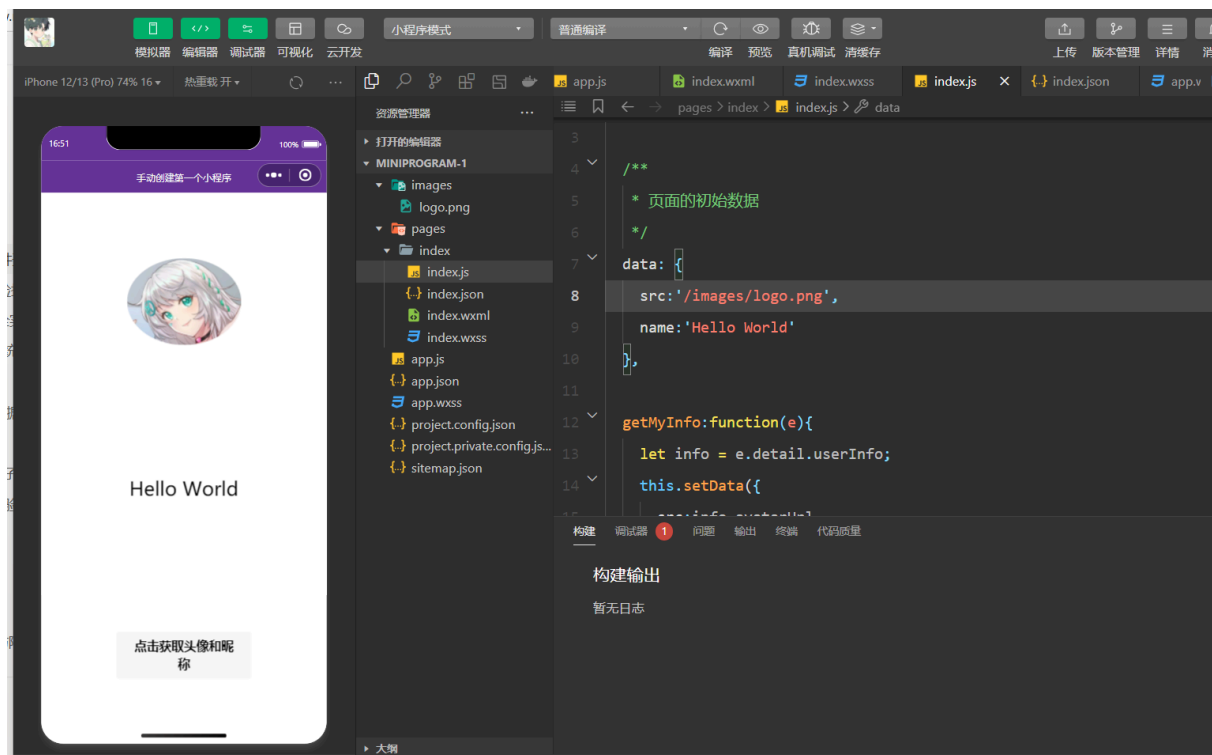 小程序模式
普通编译
模拟器 编辑器 调试器 可视化 云开发
编译 预览 真机调试 清缓存
上传 版本管理 详情
iPhone 12/13 (Pro) 74% 16
热重载 开
16:51
100%
手动创建第一个小程序
Hello World
点击获取头像和昵
称
资源管理器
打开的编辑器
MINIPROGRAM-1
images
logo.png
pages
index
index.js
index.json
index.wxml
index.wxss
app.js
app.json
app.wxss
project.config.json
project.private.config.js...
sitemap.json
大纲
app.js index.wxml index.wxss index.js index.json app.w
pages > index > index.js > data
3
4 /**
5 * 页面的初始数据
6 */
7 data: {
8 src:'/images/logo.png',
9 name:'Hello World'
10 },
11
12 getMyInfo:function(e){
13 let info = e.detail.userInfo;
14 this.setData({
构建 调试器 1 问题 输出 终端 代码质量
构建输出
暂无日志